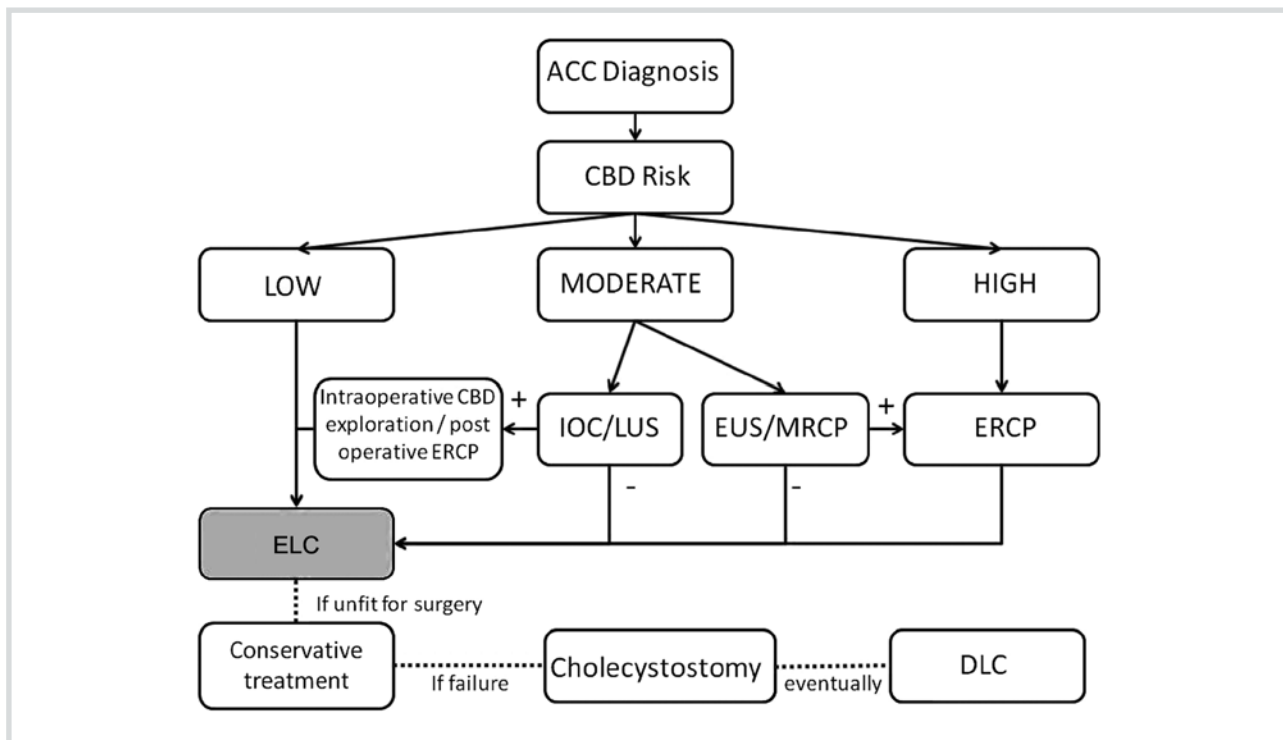 ACC Diagnosis
CBD Risk
LOW
MODERATE
HIGH
Intraoperative CBD
exploration / post
operative ERCP
+
IOC/LUS
EUS/MRCP
+
ERCP
-
-
ELC
If unfit for surgery
Conservative
treatment
If failure
Cholecystostomy
eventually
DLC